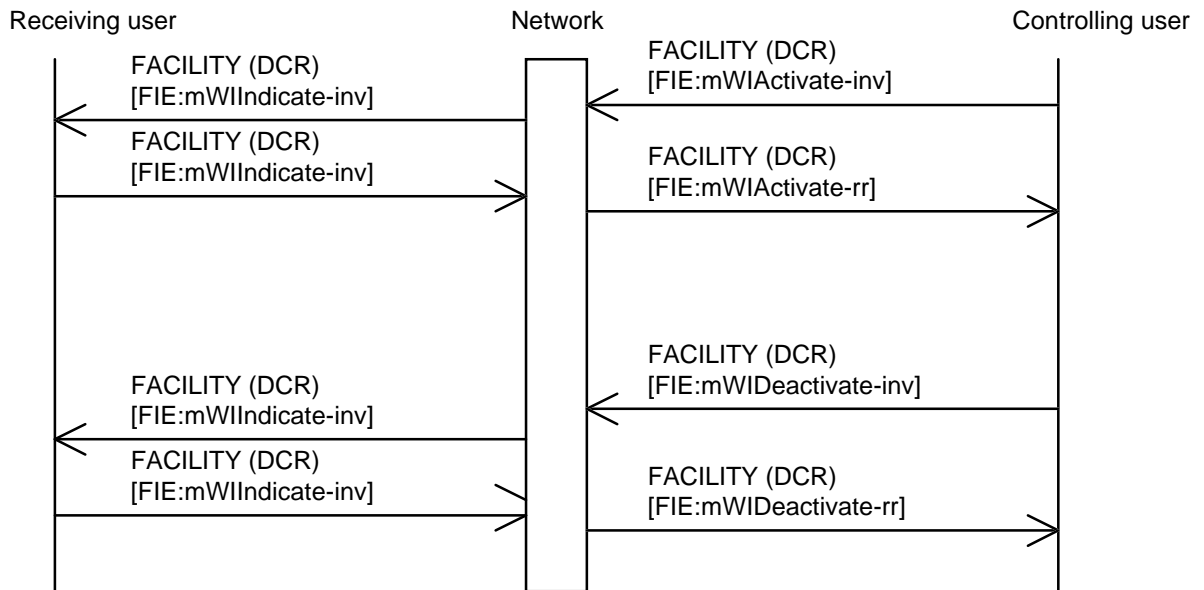 Receiving user
Network
Controlling user
FACILITY (DCR)
[FIE:mWIIndicate-inv]
FACILITY (DCR)
[FIE:mWIActivate-inv]
FACILITY (DCR)
[FIE:mWIIndicate-inv]
FACILITY (DCR)
[FIE:mWIActivate-rr]
FACILITY (DCR)
[FIE:mWIDeactivate-inv]
FACILITY (DCR)
[FIE:mWIIndicate-inv]
FACILITY (DCR)
[FIE:mWIIndicate-inv]
FACILITY (DCR)
[FIE:mWIDeactivate-rr]